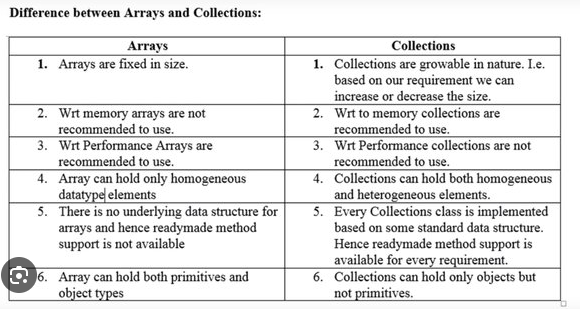 Difference between Arrays and Collections:
Arrays
Collections
1. Arrays are fixed in size.
1. Collections are growable in nature. I.e.
based on our requirement we can
increase or decrease the size.
2. Wrt memory arrays are not
recommended to use.
2. Wrt to memory collections are
recommended to use.
3. Wrt Performance Arrays are
recommended to use.
3. Wrt Performance collections are not
recommended to use.
4. Array can hold only homogeneous
datatype elements
4. Collections can hold both homogeneous
and heterogeneous elements.
5. There is no underlying data structure for
arrays and hence readymade method
support is not available
5. Every Collections class is implemented
based on some standard data structure.
Hence readymade method support is
available for every requirement.
6. Array can hold both primitives and
object types
6. Collections can hold only objects but
not primitives.